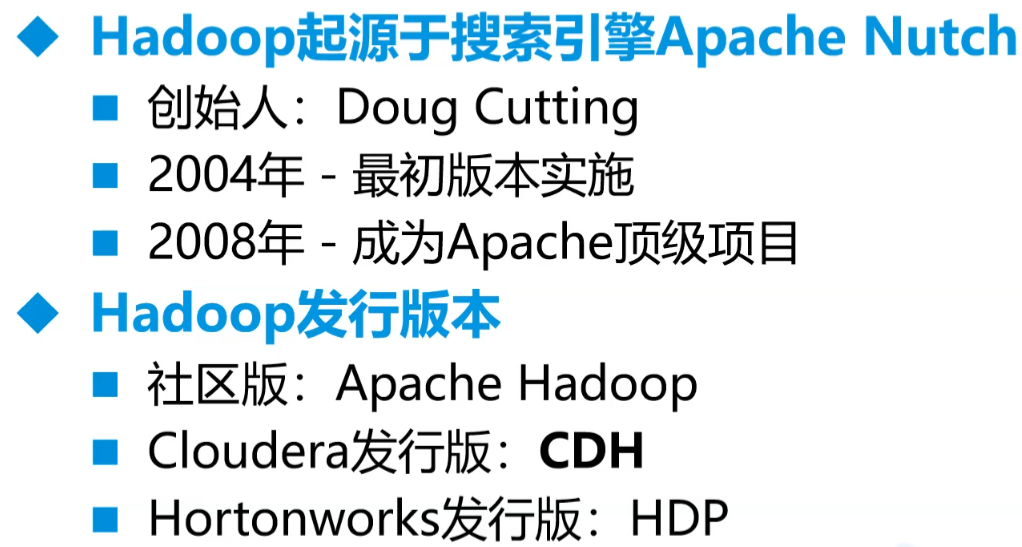 Hadoop起源于搜索引擎Apache Nutch
创始人：Doug Cutting
2004年 - 最初版本实施
2008年 - 成为Apache顶级项目
Hadoop发行版本
社区版：Apache Hadoop
Cloudera发行版：CDH
Hortonworks发行版：HDP